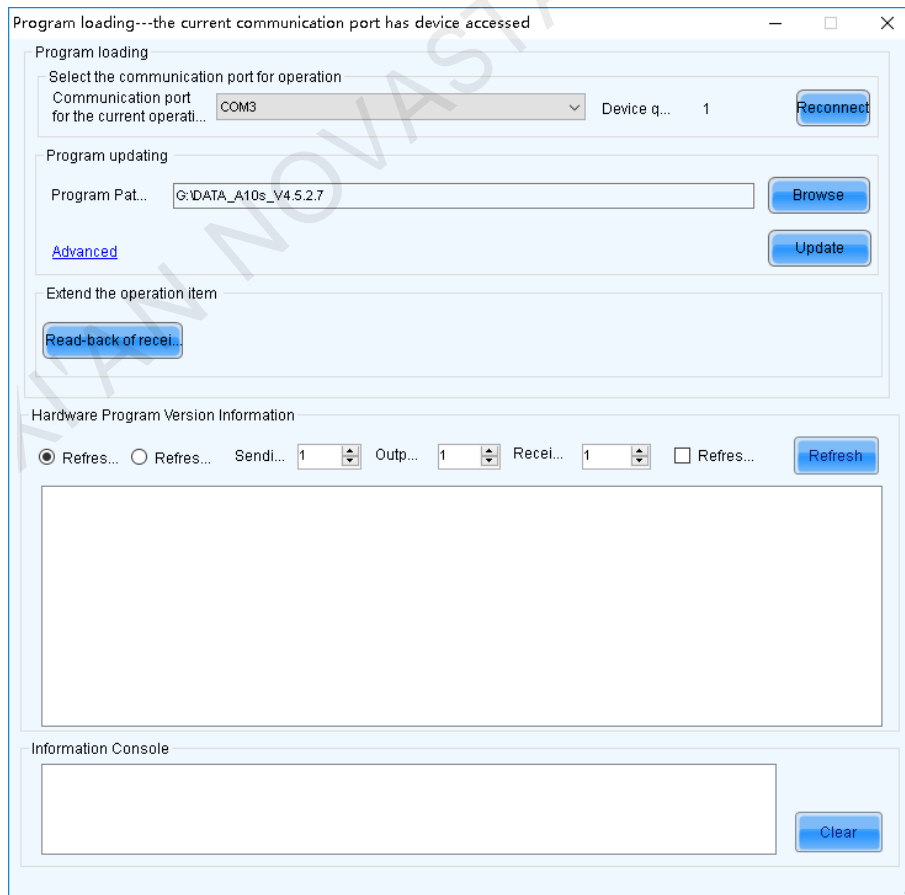 Program loading---the current communication port has device accessed
Program loading
Select the communication port for operation
Communication port
for the current operati...
COM3
Device q...
1
Reconnect
Program updating
Program Pat...
G:\DATA_A10s_V4.5.2.7
Browse
Advanced
Update
Extend the operation item
Read-back of recei...
Hardware Program Version Information
Refres...
Refres...
Sendi...
1
Outp...
1
Recei...
1
Refres...
Refresh
Information Console
Clear
XI'AN NOVASTA